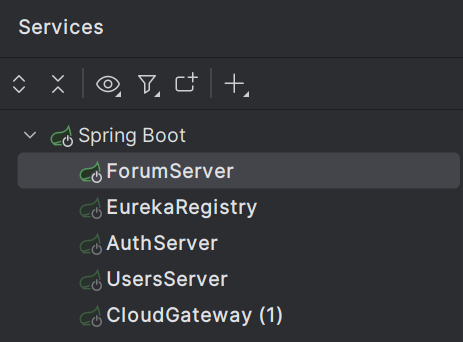 Services
Spring Boot
ForumServer
EurekaRegistry
AuthServer
UsersServer
CloudGateway (1)